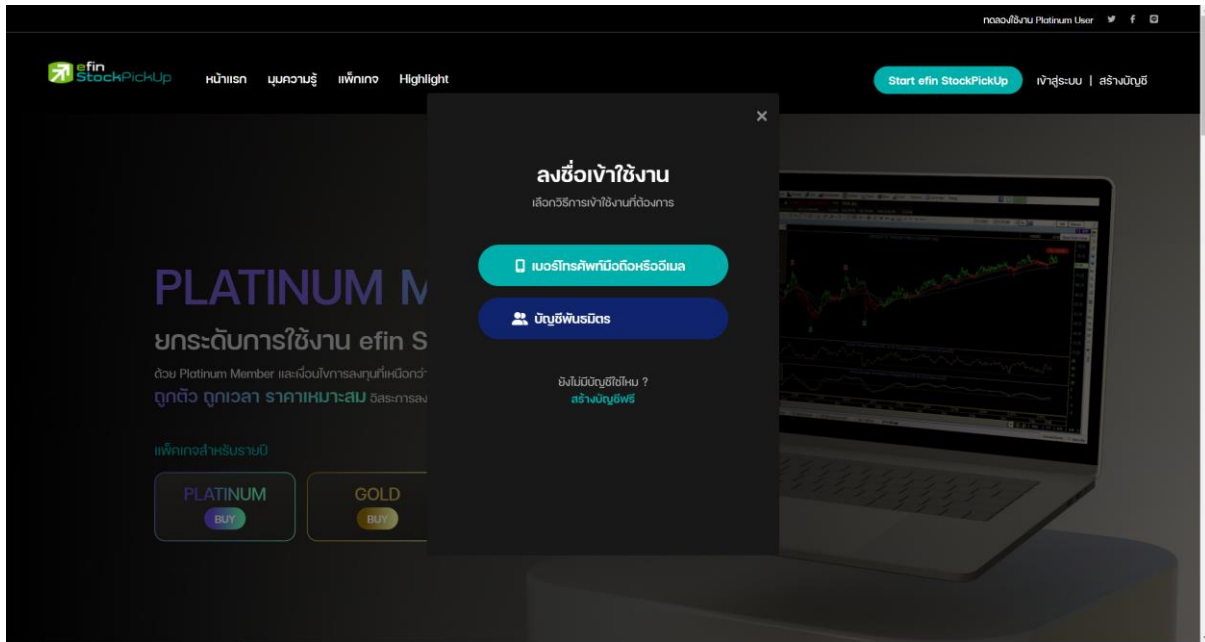 ทดลองใช้งาน Platinum User
efin
StockPickUp
หน้าแรก มุมความรู้ แพ็กเกจ Highlight
Start efin StockPickUp
เข้าสู่ระบบ | สร้างบัญชี
ลงชื่อเข้าใช้งาน
เลือกวิธีการเข้าใช้งานที่ต้องการ
เบอร์โทรศัพท์มือถือหรืออีเมล
บัญชีพันธมิตร
ยังไม่มีบัญชีใช่ไหม ?
สร้างบัญชีฟรี
PLATINUM M
ยกระดับการใช้งาน efin S
ด้วย Platinum Member และเงื่อนไขการลงทุนที่เหนือกว่า
ถูกตัว ถูกเวลา ราคาเหมาะสม อิสระการลง
แพ็คเกจสำหรับรายปี
PLATINUM
BUY
GOLD
BUY